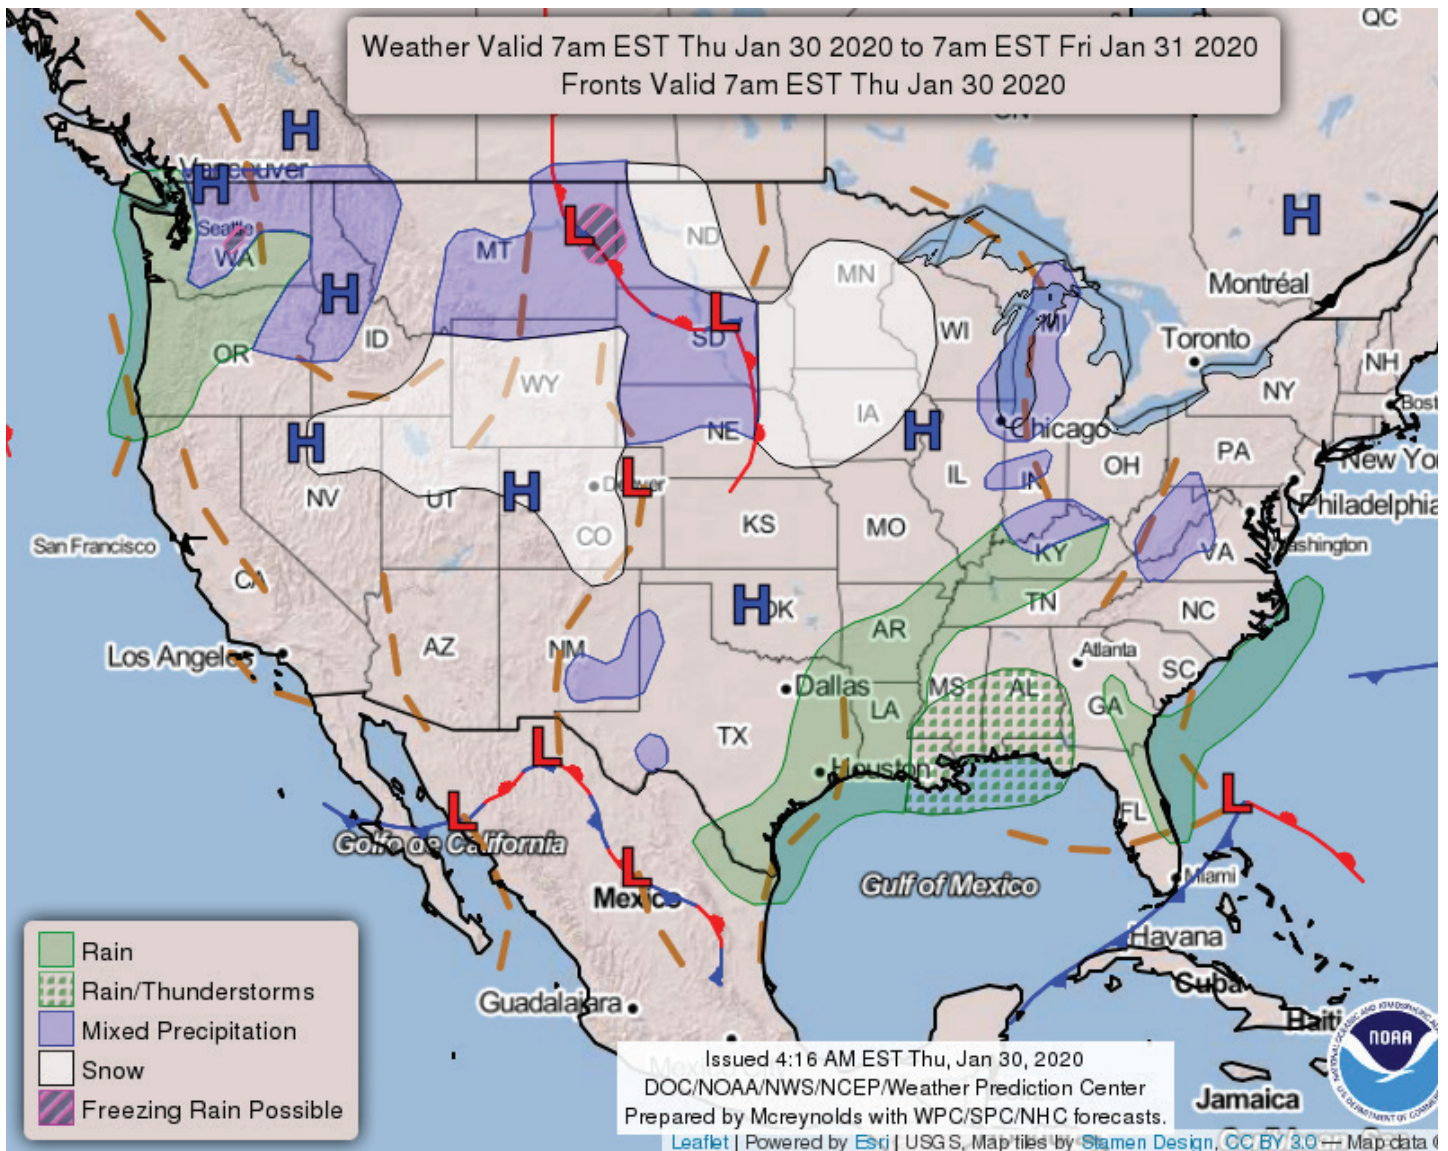 QC
Weather Valid 7am EST Thu Jan 30 2020 to 7am EST Fri Jan 31 2020
Fronts Valid 7am EST Thu Jan 30 2020
H
H
Vancouver
H
L
Seattle
WA
MT
ND
MN
Montréal
H
L
ID
OR
SD
WI
MI
Toronto
NH
WY
IA
NY
Boston
H
NE
H
Chicago
PA
New Yo
L
H
Denver
NV
UT
CO
KS
MO
IL
IN
OH
Philadelphia
San Francisco
KY
VA
Washington
CA
H
OK
TN
NC
AZ
NM
AR
Los Angeles
Atlanta
SC
Dallas
MS
AL
GA
LA
TX
L
Houston
L
L
FL
Golfo de California
L
Mexico
Gulf of Mexico
Miami
Havana
Cuba
Haiti
Guadalajara
Mexico City
Jamaica
Rain
Rain/Thunderstorms
Mixed Precipitation
Snow
Freezing Rain Possible
Issued 4:16 AM EST Thu, Jan 30, 2020
DOC/NOAA/NWS/NCEP/Weather Prediction Center
Prepared by Mcreynolds with WPC/SPC/NHC forecasts.
NOAA
Leaflet | Powered by Esri | USGS, Map tiles by Stamen Design, CC BY 3.0 — Map data ©